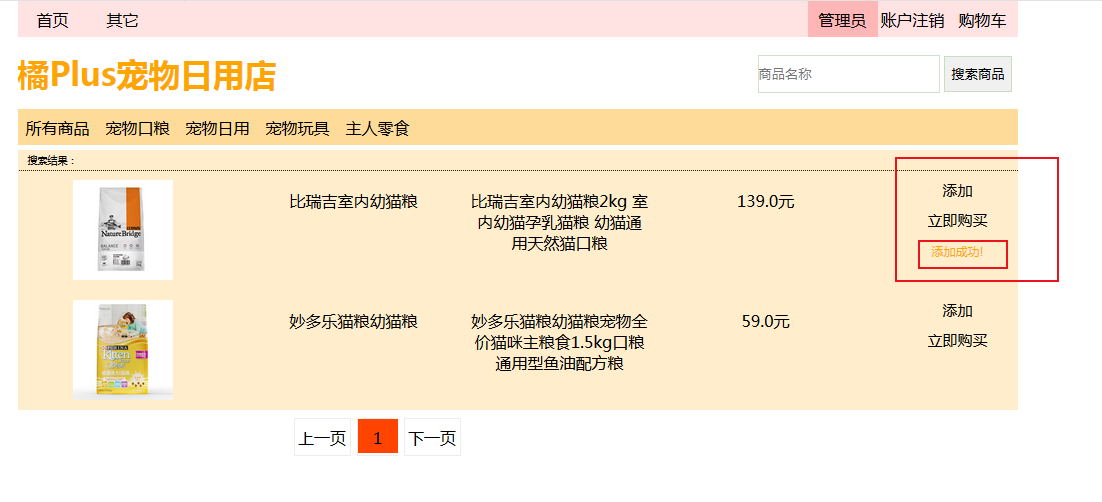 首页 其它 管理员 账户注销 购物车
橘Plus宠物日用店 商品名称 搜索商品
所有商品 宠物口粮 宠物日用 宠物玩具 主人零食
搜索结果：
NatureBridge
BALANCE
比瑞吉室内幼猫粮
比瑞吉室内幼猫粮2kg 室
内幼猫孕乳猫粮 幼猫通
用天然猫口粮
139.0元
添加
立即购买
添加成功!
PURINA
Kitten
妙多乐猫粮幼猫粮
妙多乐猫粮幼猫粮宠物全
价猫咪主粮食1.5kg口粮
通用型鱼油配方粮
59.0元
添加
立即购买
上一页 1 下一页